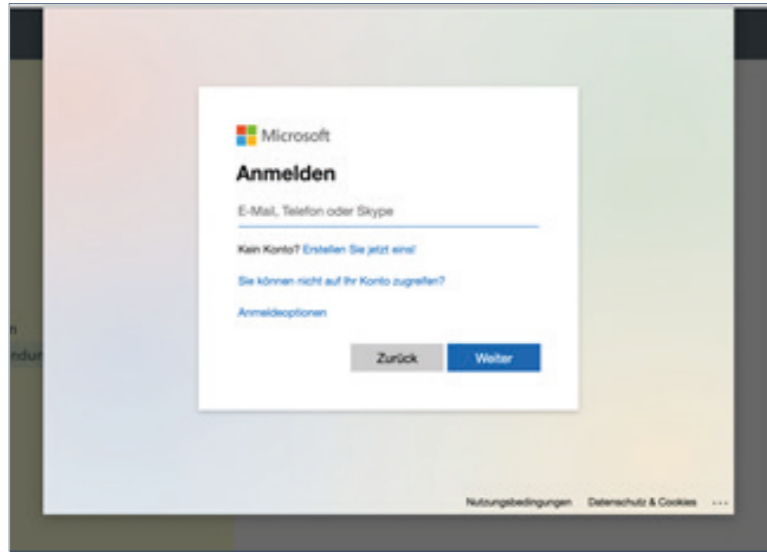 Microsoft
Anmelden
E-Mail, Telefon oder Skype
Kein Konto? Erstellen Sie jetzt eins!
Sie können nicht auf Ihr Konto zugreifen?
Anmeldeoptionen
Zurück Weiter
Nutzungsbedingungen Datenschutz & Cookies ...